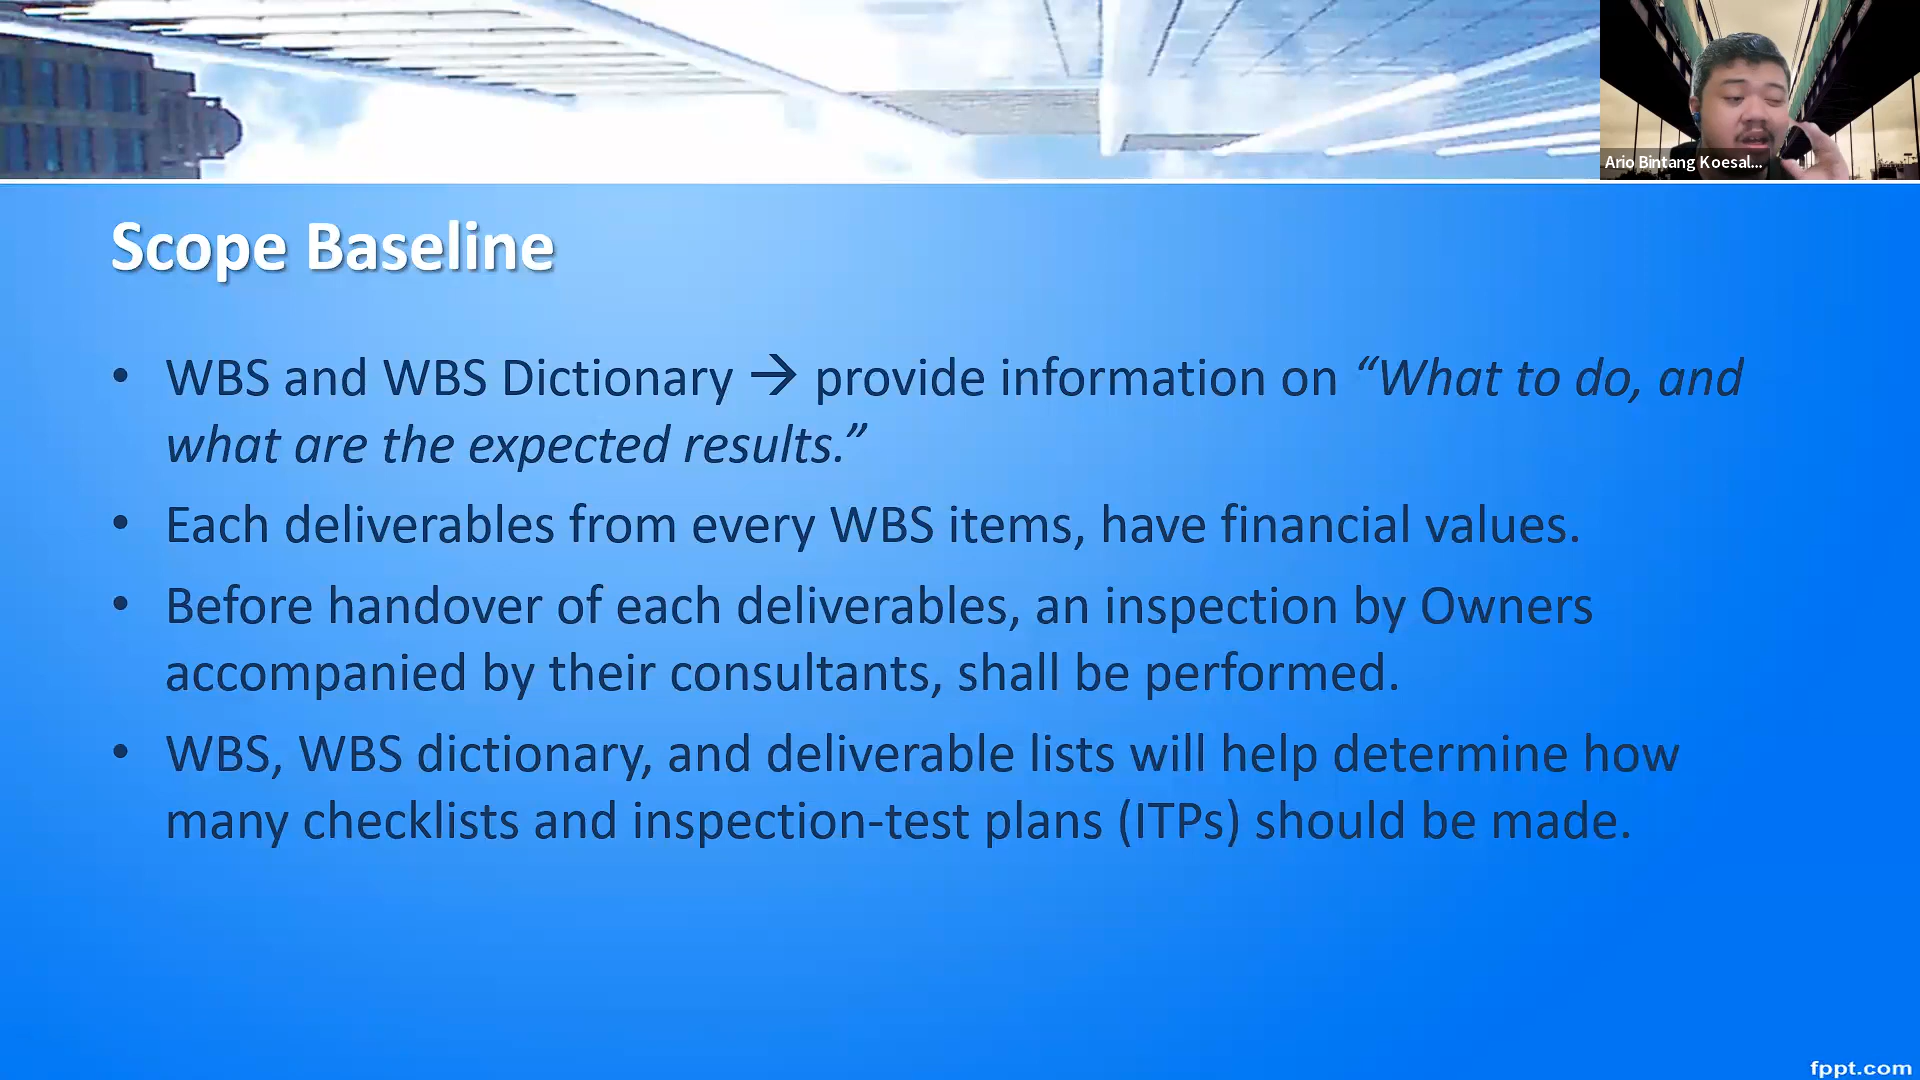 Ario Bintang Koesal...
Scope Baseline
• WBS and WBS Dictionary → provide information on “What to do, and
what are the expected results.”
• Each deliverables from every WBS items, have financial values.
• Before handover of each deliverables, an inspection by Owners
accompanied by their consultants, shall be performed.
• WBS, WBS dictionary, and deliverable lists will help determine how
many checklists and inspection-test plans (ITPs) should be made.
fppt.com